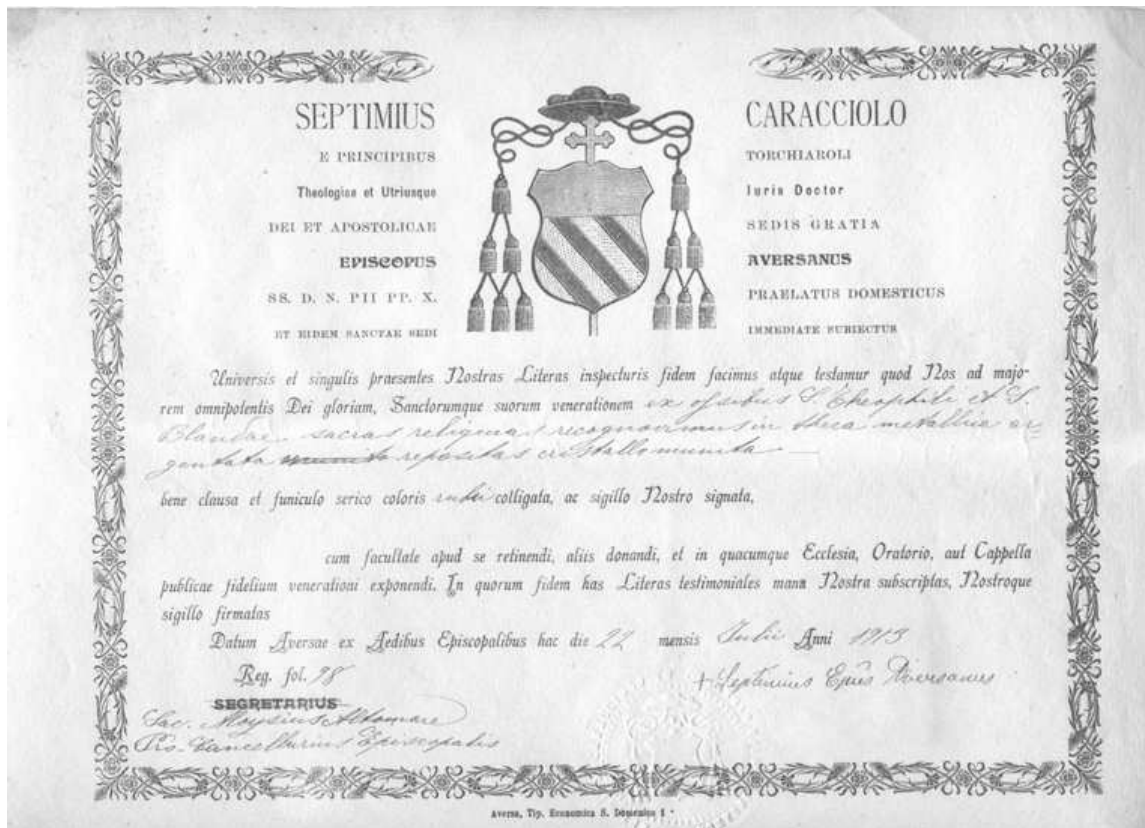 SEPTIMIUS CARACCIOLO
E PRINCIPIBUS TORCHIAROLI
Theologiae et Utriusque Iuris Doctor
DEI ET APOSTOLICAE SEDIS GRATIA
EPISCOPUS AVERSANUS
SS. D. N. PII PP. X. PRAELATUS DOMESTICUS
ET EIDEM SANCTAE SEDI IMMEDIATE SUBIECTUS
Universis et singulis praesentes Nostras Literas inspecturis fidem facimus atque testamur quod Nos ad majo-
rem omnipotentis Dei gloriam, Sanctorumque suorum venerationem ex ossibus S. Theophili et S.
Blandae sacras reliquias recognovimus in theca metallica ar
gentata munita repositas cristallo munita
bene clausa et funiculo serico coloris rubri colligata, ac sigillo Nostro signata,
cum facultate apud se retinendi, aliis donandi, et in quacumque Ecclesia, Oratorio, aut Cappella
publicae fidelium venerationi exponendi. In quorum fidem has Literas testimoniales manu Nostra subscriptas, Nostroque
sigillo firmatas
Datum Aversae ex Aedibus Episcopalibus hac die 22 mensis Julii Anni 1913
Reg. fol. 98
+ Septimius Epũs Aversanus
SEGRETARIUS
Sac. Aloysius Altomare
Pro. Cancellarius Episcopalis
Aversa, Tip. Economica S. Domenico